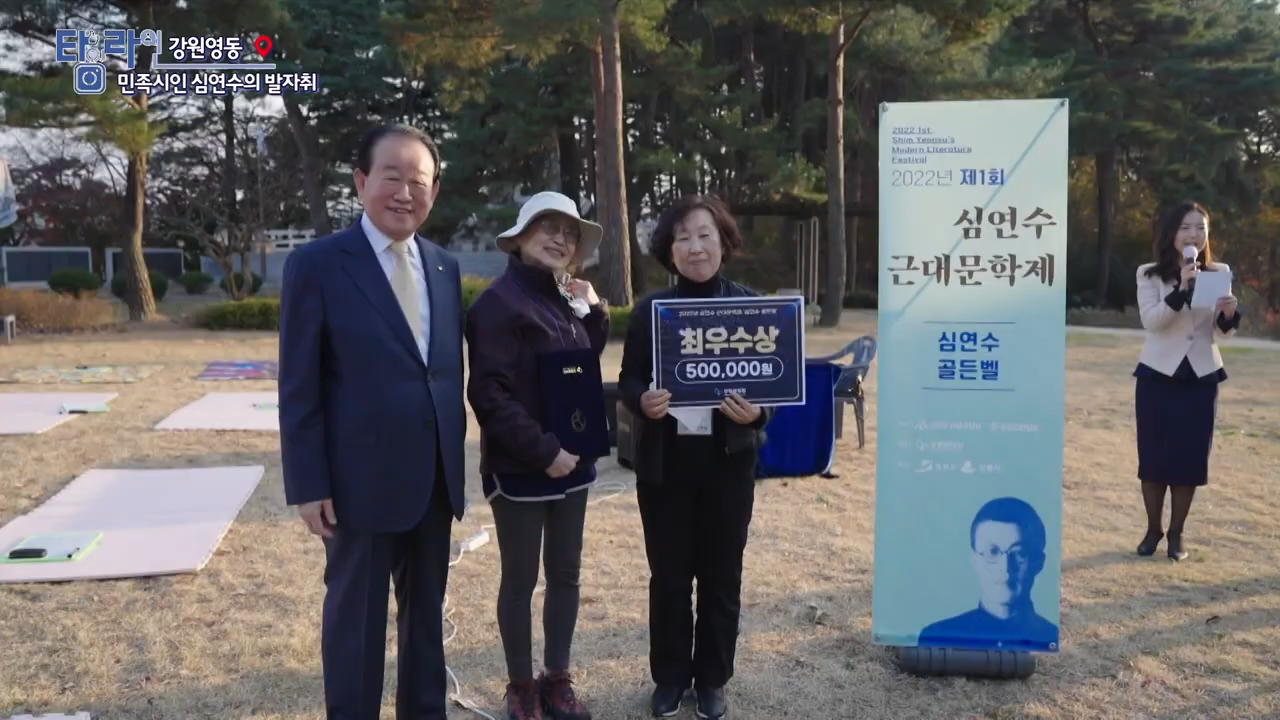 타라이 강원영동
민족시인 심연수의 발자취
2022 1st.
Shim Yeonsu's
Modern Literature
Festival
2022년 제1회
심연수
근대문학제
심연수
골든벨
최우수상
500,000원